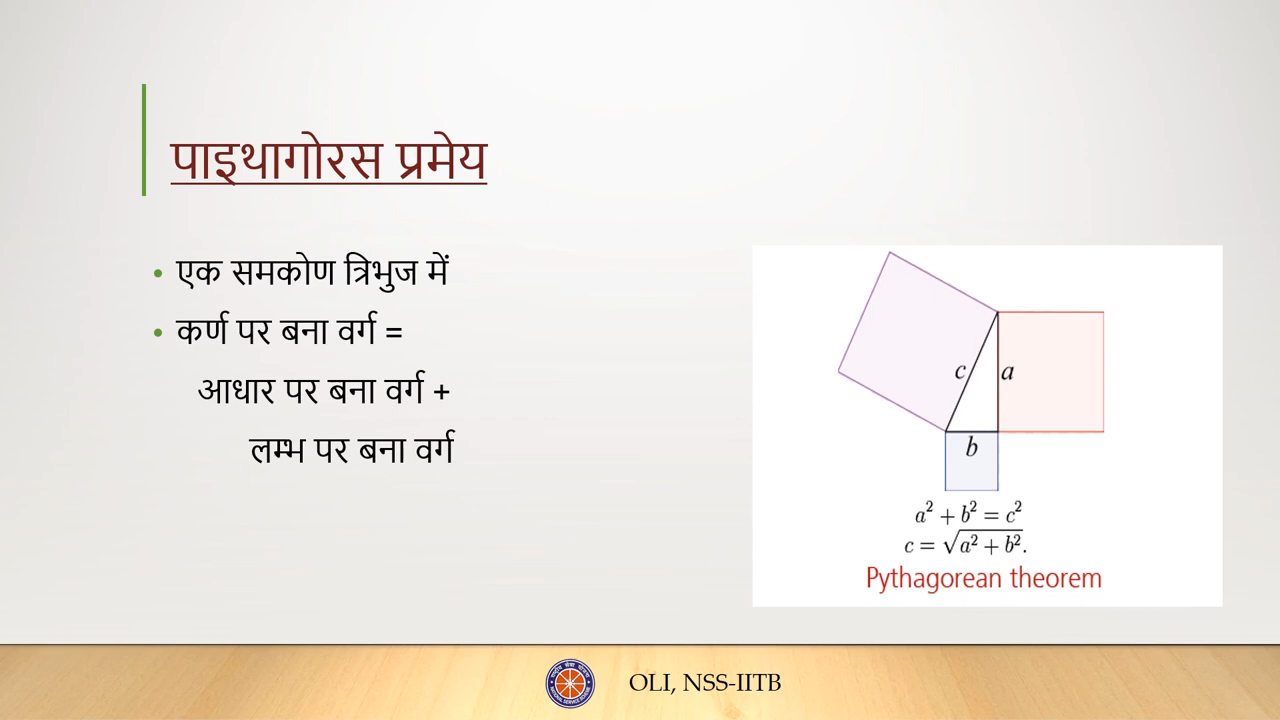 पाइथागोरस प्रमेय
• एक समकोण त्रिभुज में
• कर्ण पर बना वर्ग =
आधार पर बना वर्ग +
लम्भ पर बना वर्ग
c
a
b
a² + b² = c²
c = √(a² + b²).
Pythagorean theorem
OLI, NSS-IITB